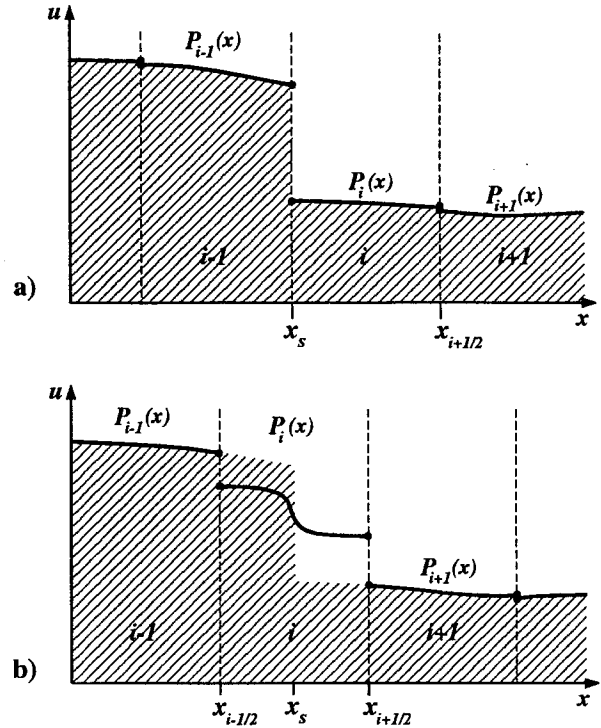 u
P_{i-1}(x)
P_i(x)
P_{i+1}(x)
i-1
i
i+1
a)
x_s
x_{i+1/2}
x
u
P_{i-1}(x)
P_i(x)
P_{i+1}(x)
i-1
i
i+1
b)
x_{i-1/2}
x_s
x_{i+1/2}
x